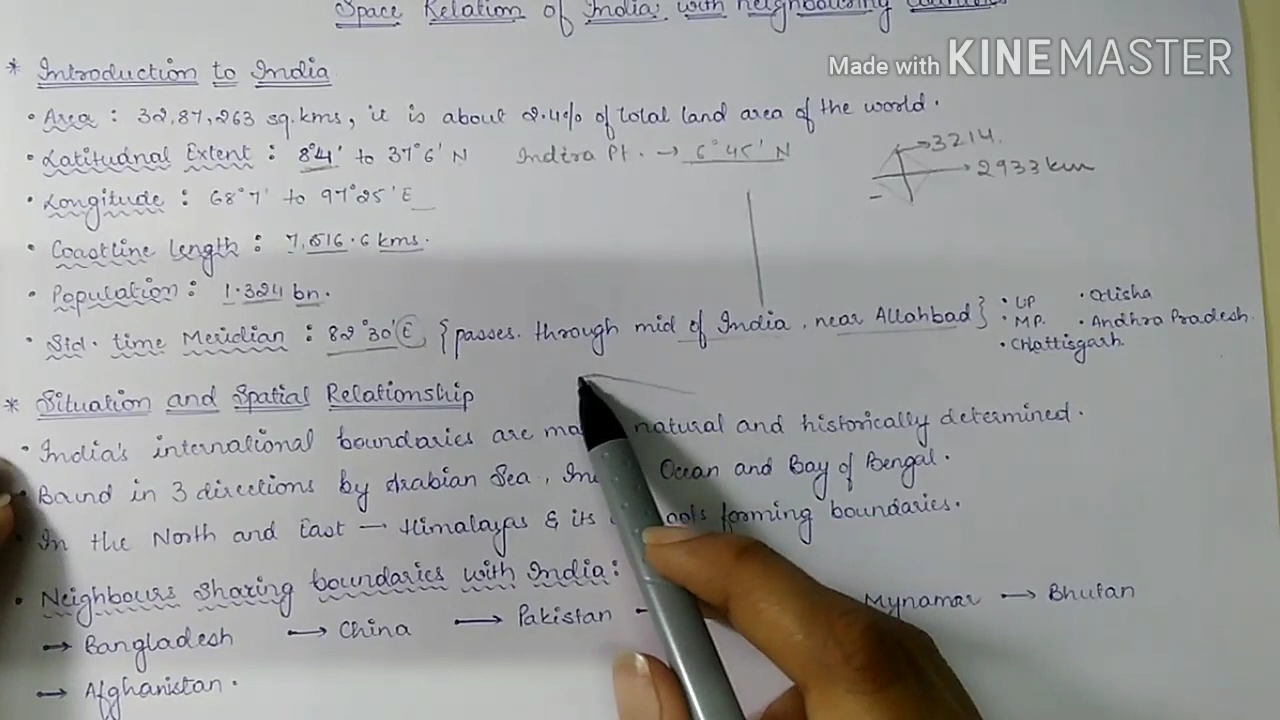 Space Relation of India with neighbouring countries
Made with KINEMASTER
* Introduction to India
• Area : 32,87,263 sq.kms, it is about 2.4% of total land area of the world.
• Latitudnal Extent : 8°4' to 37°6' N Indira Pt. → 6°45' N
3214.
2933 km
• Longitude : 68°7' to 97°25' E
• Coastline length : 7,516.6 kms.
• Population : 1.324 bn.
• Std. time Meridian : 82°30' E {passes through mid of India, near Allahbad}
• UP • Odisha
• MP. • Andhra Pradesh.
• Chattisgarh.
* Situation and Spatial Relationship
• India's international boundaries are natural and historically determined.
• Baund in 3 directions by Arabian Sea, Ocean and Bay of Bengal.
• In the North and East — Himalayas & its forming boundaries.
• Neighbours sharing boundaries with India :
→ Bangladesh → China → Pakistan Mynamar → Bhutan
→ Afghanistan.